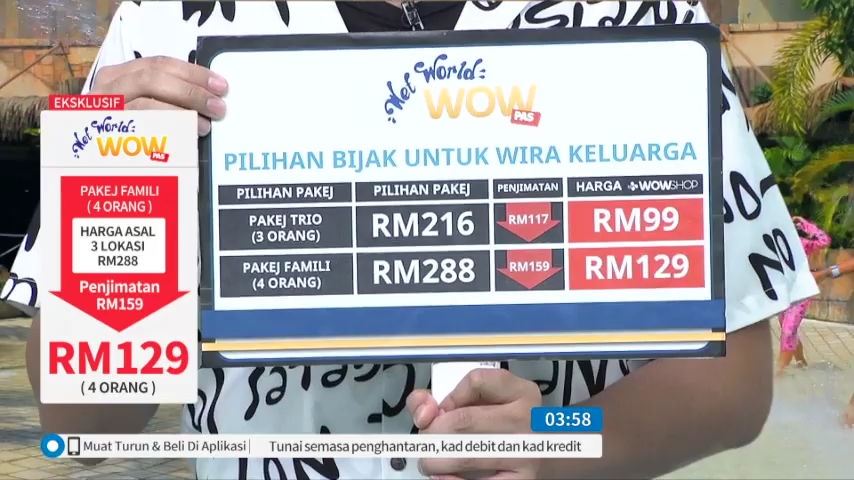 EKSKLUSIF
Wet World
WOW
PAS
PAKEJ FAMILI
( 4 ORANG )
HARGA ASAL
3 LOKASI
RM288
Penjimatan
RM159
RM129
( 4 ORANG )
Wet World
WOW
PAS
PILIHAN BIJAK UNTUK WIRA KELUARGA
PILIHAN PAKEJ PILIHAN PAKEJ PENJIMATAN HARGA WOWSHOP
PAKEJ TRIO
(3 ORANG)
RM216 RM117 RM99
PAKEJ FAMILI
(4 ORANG)
RM288 RM159 RM129
03:58
Muat Turun & Beli Di Aplikasi
Tunai semasa penghantaran, kad debit dan kad kredit